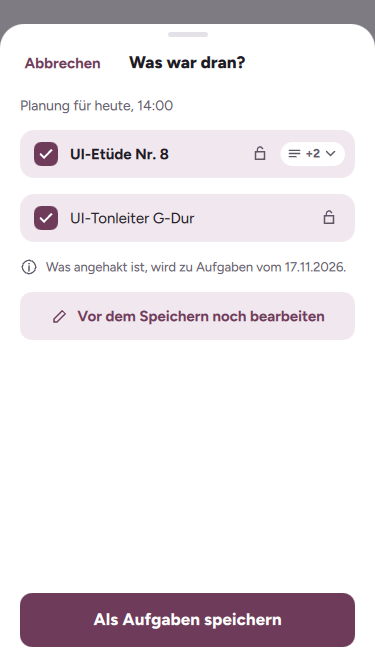 Abbrechen
Was war dran?
Planung für heute, 14:00
UI-Etüde Nr. 8
+2
UI-Tonleiter G-Dur
Was angehakt ist, wird zu Aufgaben vom 17.11.2026.
Vor dem Speichern noch bearbeiten
Als Aufgaben speichern